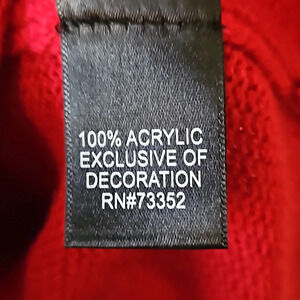 100% ACRYLIC
EXCLUSIVE OF
DECORATION
RN#73352